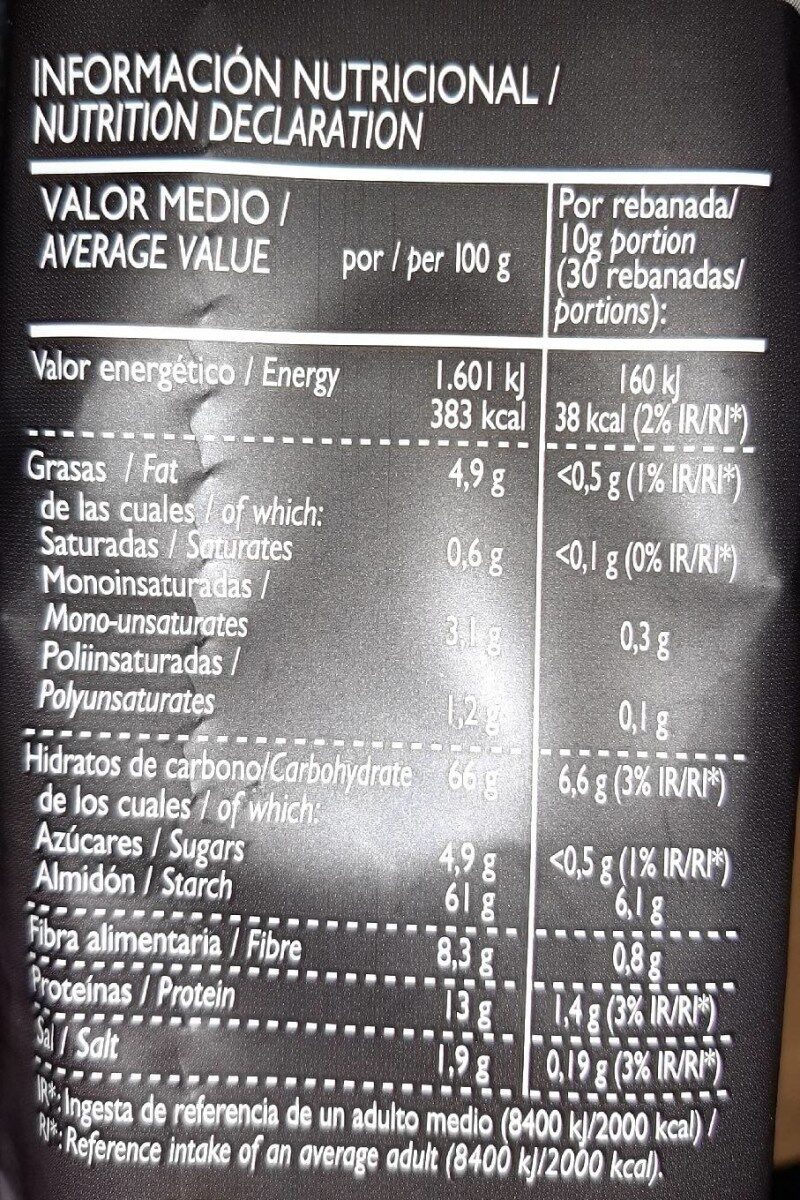 INFORMACIÓN NUTRICIONAL /
NUTRITION DECLARATION
VALOR MEDIO /
AVERAGE VALUE por / per 100 g
Por rebanada/
10g portion
(30 rebanadas/
portions):
Valor energético / Energy 1.601 kJ 160 kJ
383 kcal 38 kcal (2% IR/RI*)
Grasas / Fat 4,9 g <0,5 g (1% IR/RI*)
de las cuales / of which:
Saturadas / Saturates 0,6 g <0,1 g (0% IR/RI*)
Monoinsaturadas /
Mono-unsaturates 3,1 g 0,3 g
Poliinsaturadas /
Polyunsaturates 1,2 g 0,1 g
Hidratos de carbono/Carbohydrate 66 g 6,6 g (3% IR/RI*)
de los cuales / of which:
Azúcares / Sugars 4,9 g <0,5 g (1% IR/RI*)
Almidón / Starch 61 g 6,1 g
Fibra alimentaria / Fibre 8,3 g 0,8 g
Proteínas / Protein 13 g 1,4 g (3% IR/RI*)
Sal / Salt 1,9 g 0,19 g (3% IR/RI*)
IR*: Ingesta de referencia de un adulto medio (8400 kJ/2000 kcal) /
RI*: Reference intake of an average adult (8400 kJ/2000 kcal).